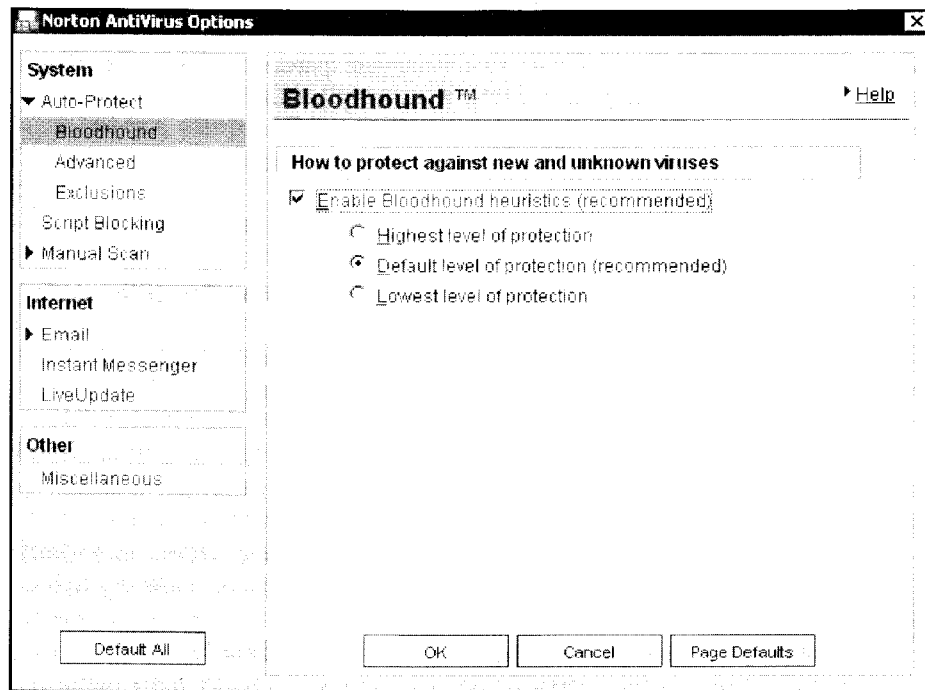 Norton AntiVirus Options
System
Auto-Protect
Bloodhound
Advanced
Exclusions
Script Blocking
Manual Scan
Internet
Email
Instant Messenger
LiveUpdate
Other
Miscellaneous
Default All
Bloodhound ™
Help
How to protect against new and unknown viruses
Enable Bloodhound heuristics (recommended)
Highest level of protection
Default level of protection (recommended)
Lowest level of protection
OK
Cancel
Page Defaults